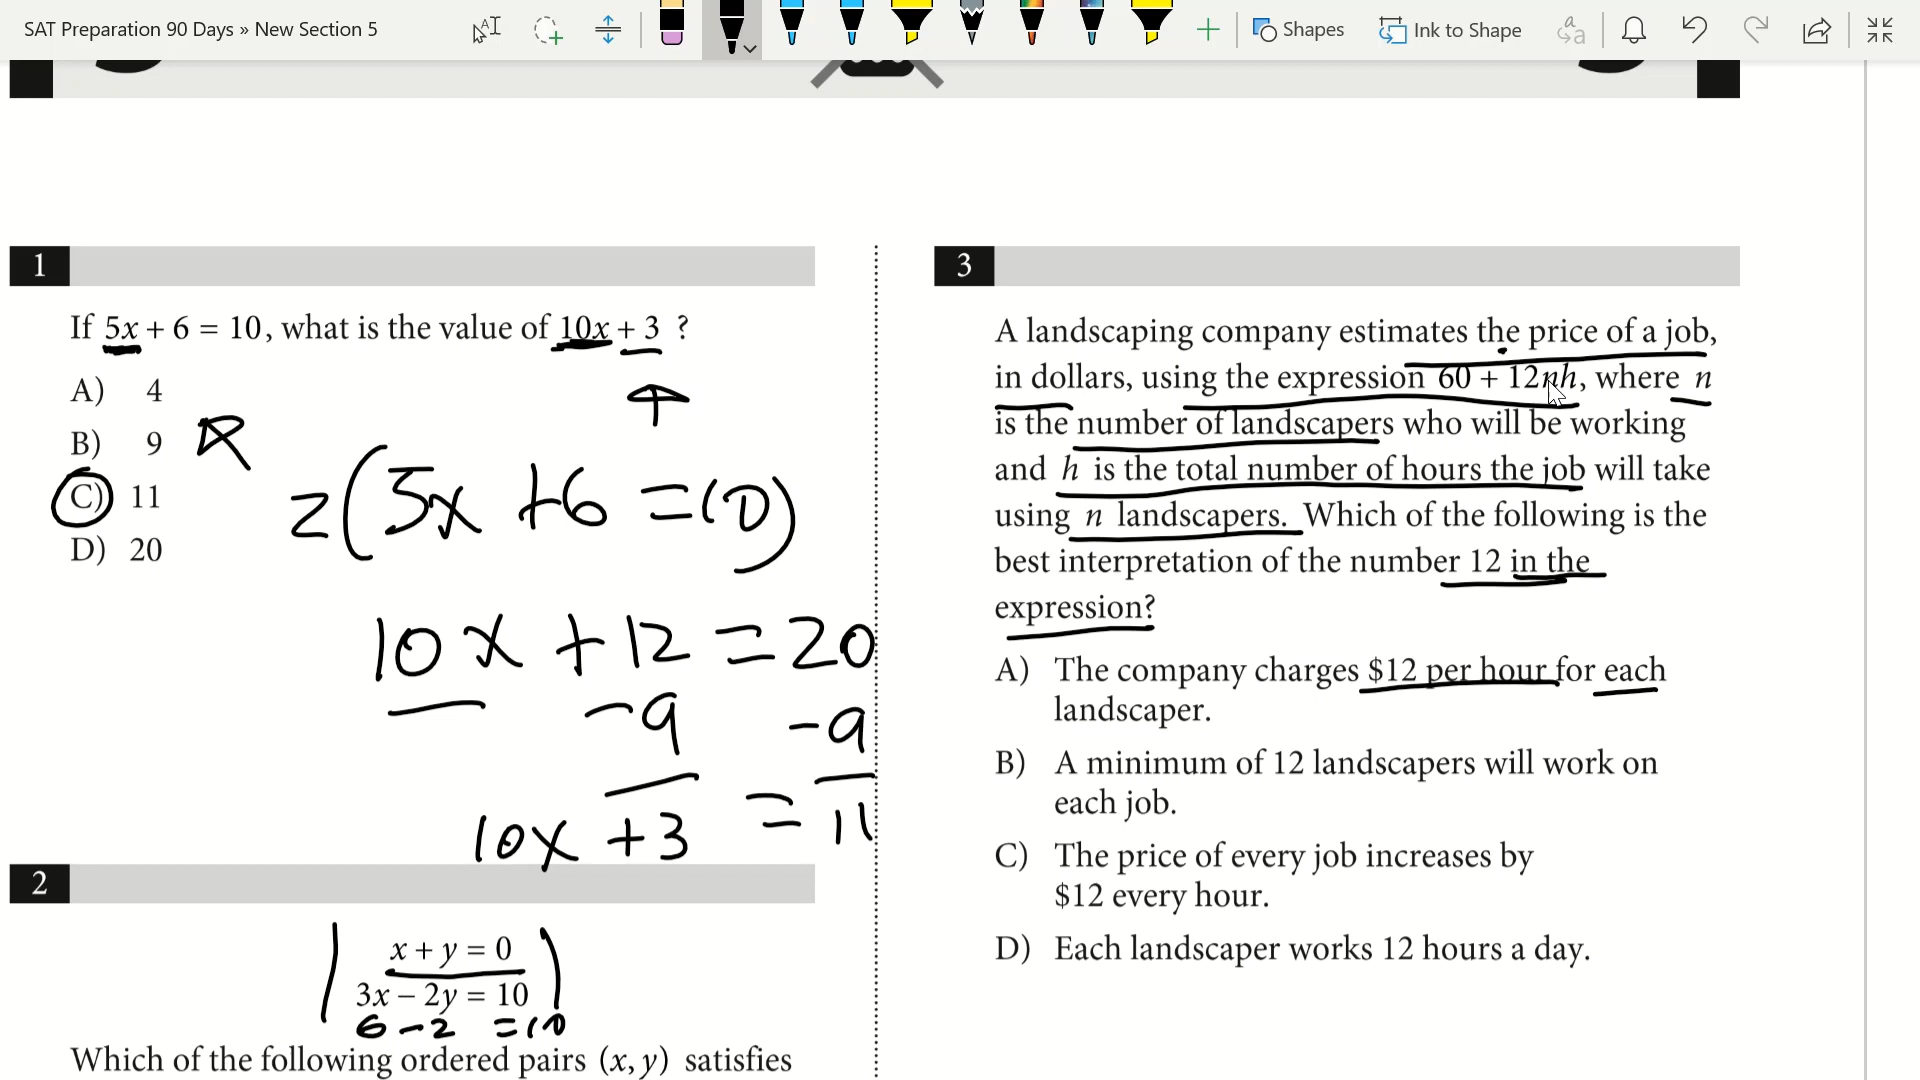 SAT Preparation 90 Days » New Section 5
Shapes
Ink to Shape
1
If 5x + 6 = 10, what is the value of 10x + 3 ?
A) 4
B) 9
C) 11
D) 20
2(5x + 6 = 10)
10x + 12 = 20
-9 -9
10x + 3 = 11
2
x + y = 0
3x − 2y = 10
6 - 2 = 10
Which of the following ordered pairs (x, y) satisfies
3
A landscaping company estimates the price of a job,
in dollars, using the expression 60 + 12nh, where n
is the number of landscapers who will be working
and h is the total number of hours the job will take
using n landscapers. Which of the following is the
best interpretation of the number 12 in the
expression?
A) The company charges $12 per hour for each
landscaper.
B) A minimum of 12 landscapers will work on
each job.
C) The price of every job increases by
$12 every hour.
D) Each landscaper works 12 hours a day.